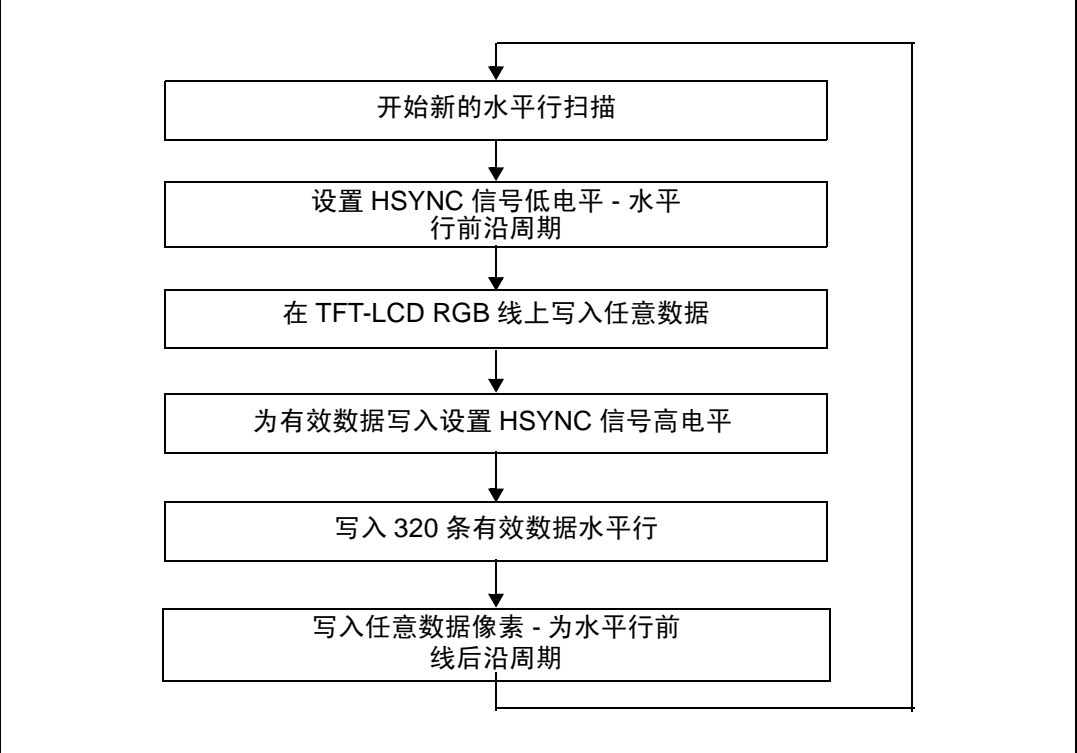 开始新的水平行扫描
设置 HSYNC 信号低电平 - 水平
行前沿周期
在 TFT-LCD RGB 线上写入任意数据
为有效数据写入设置 HSYNC 信号高电平
写入 320 条有效数据水平行
写入任意数据像素 - 为水平行前
线后沿周期